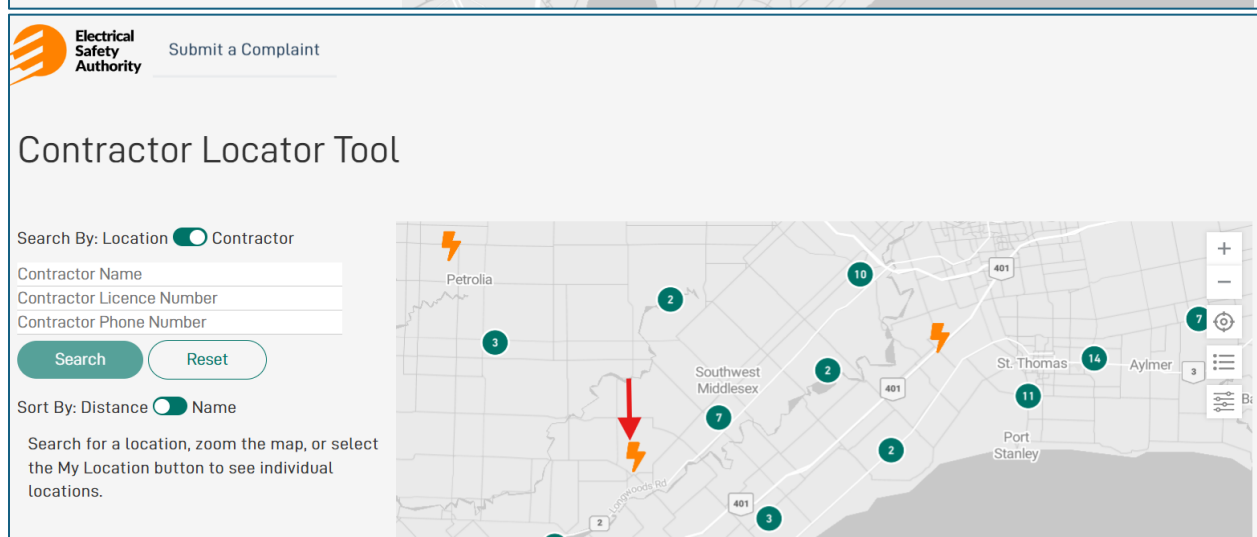 Electrical
Safety
Authority
Submit a Complaint
Contractor Locator Tool
Search By: Location Contractor
Contractor Name
Contractor Licence Number
Contractor Phone Number
Search Reset
Sort By: Distance Name
Search for a location, zoom the map, or select
the My Location button to see individual
locations.
Petrolia
10
401
2
7
3
Southwest
Middlesex
2
St. Thomas
14
Aylmer
3
401
11
7
Port
Stanley
2
Longwoods Rd
401
2
3